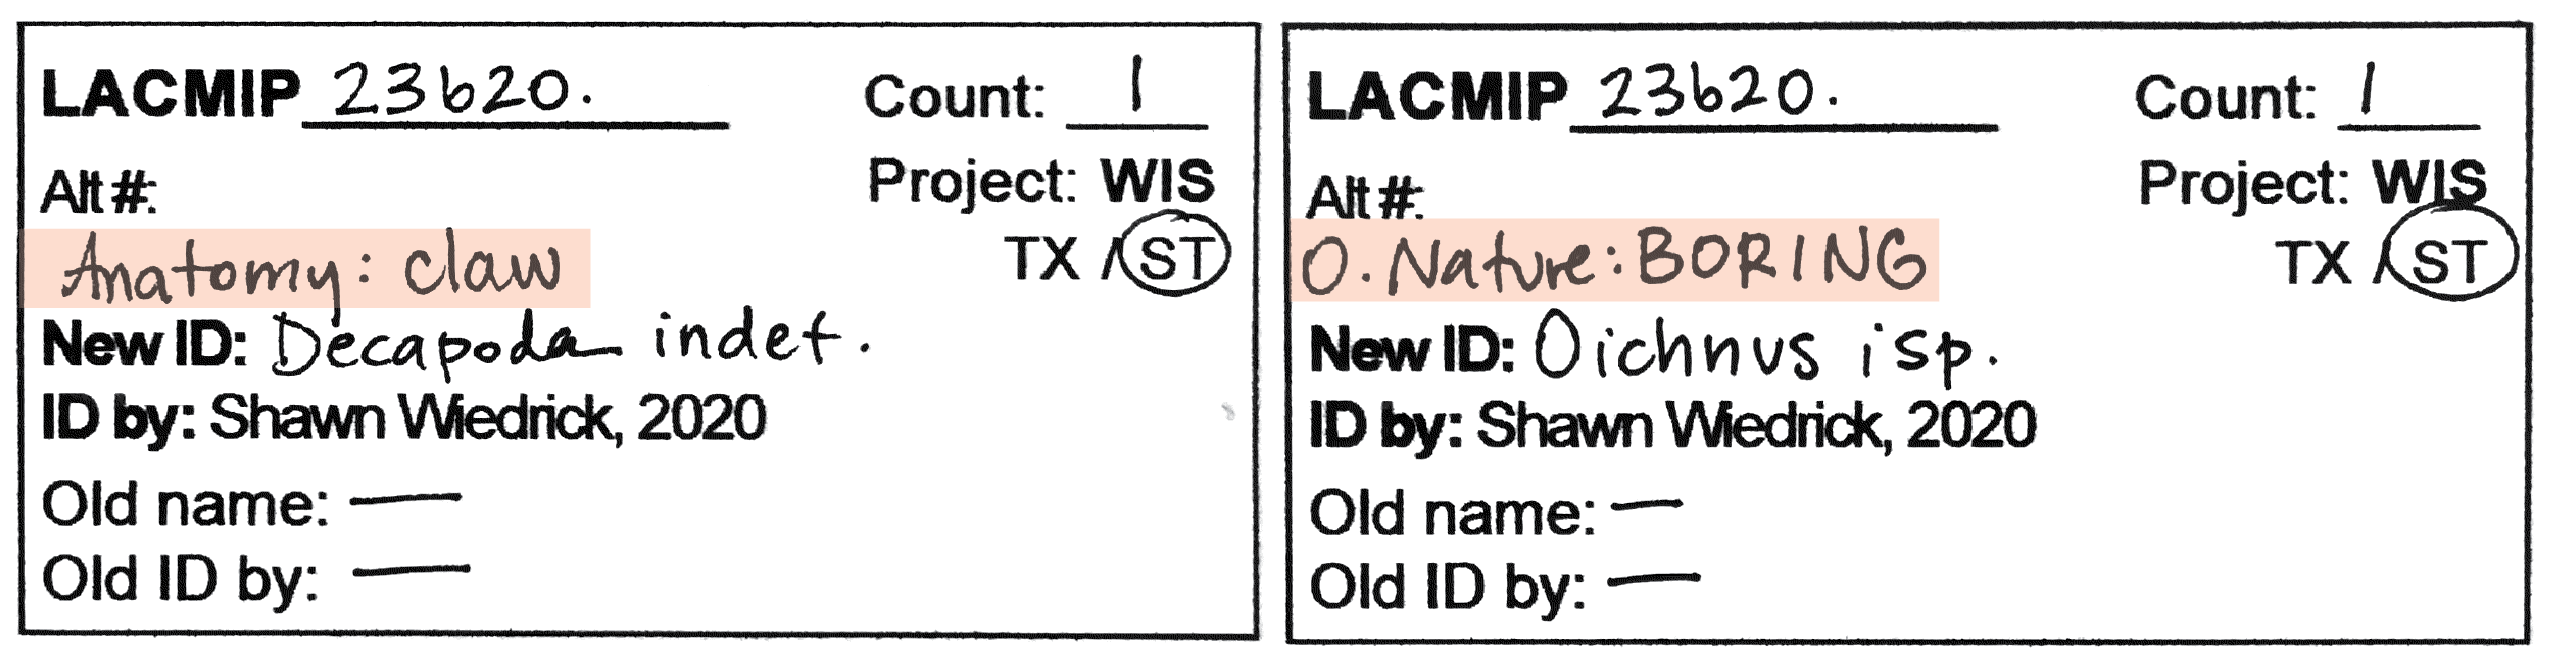 LACMIP 23620. Count: 1
Alt #:
Project: WIS
TX / ST
Anatomy: claw
New ID: Decapoda indet.
ID by: Shawn Wiedrick, 2020
Old name: —
Old ID by: —
LACMIP 23620. Count: 1
Alt #:
Project: WIS
TX / ST
O. Nature: BORING
New ID: Oichnus isp.
ID by: Shawn Wiedrick, 2020
Old name: —
Old ID by: —